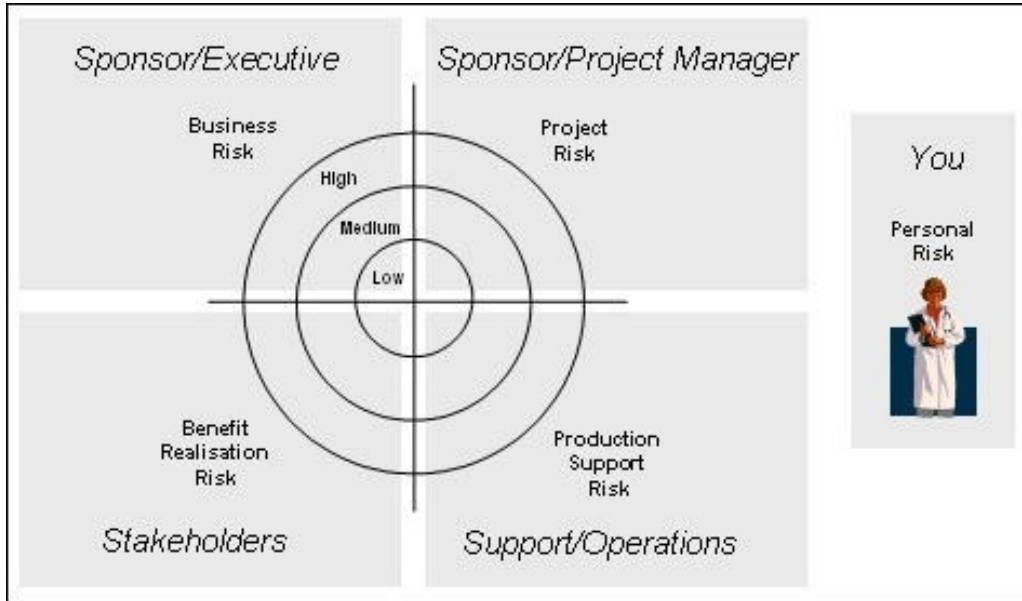 Sponsor/Executive
Sponsor/Project Manager
Business
Risk
Project
Risk
High
Medium
Low
You
Personal
Risk
Benefit
Realisation
Risk
Production
Support
Risk
Stakeholders
Support/Operations